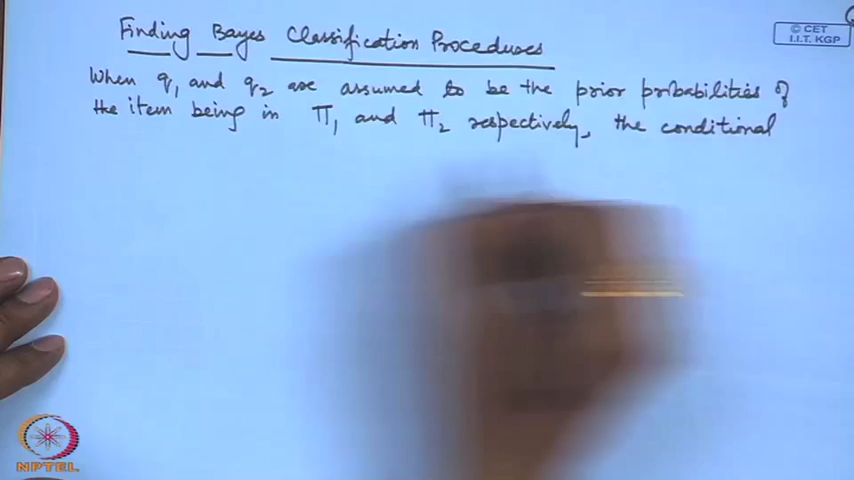 Finding Bayes Classification Procedures
© CET
I.I.T. KGP
When q1 and q2 are assumed to be the prior probabilities of
the item being in Π1 and Π2 respectively, the conditional
NPTEL